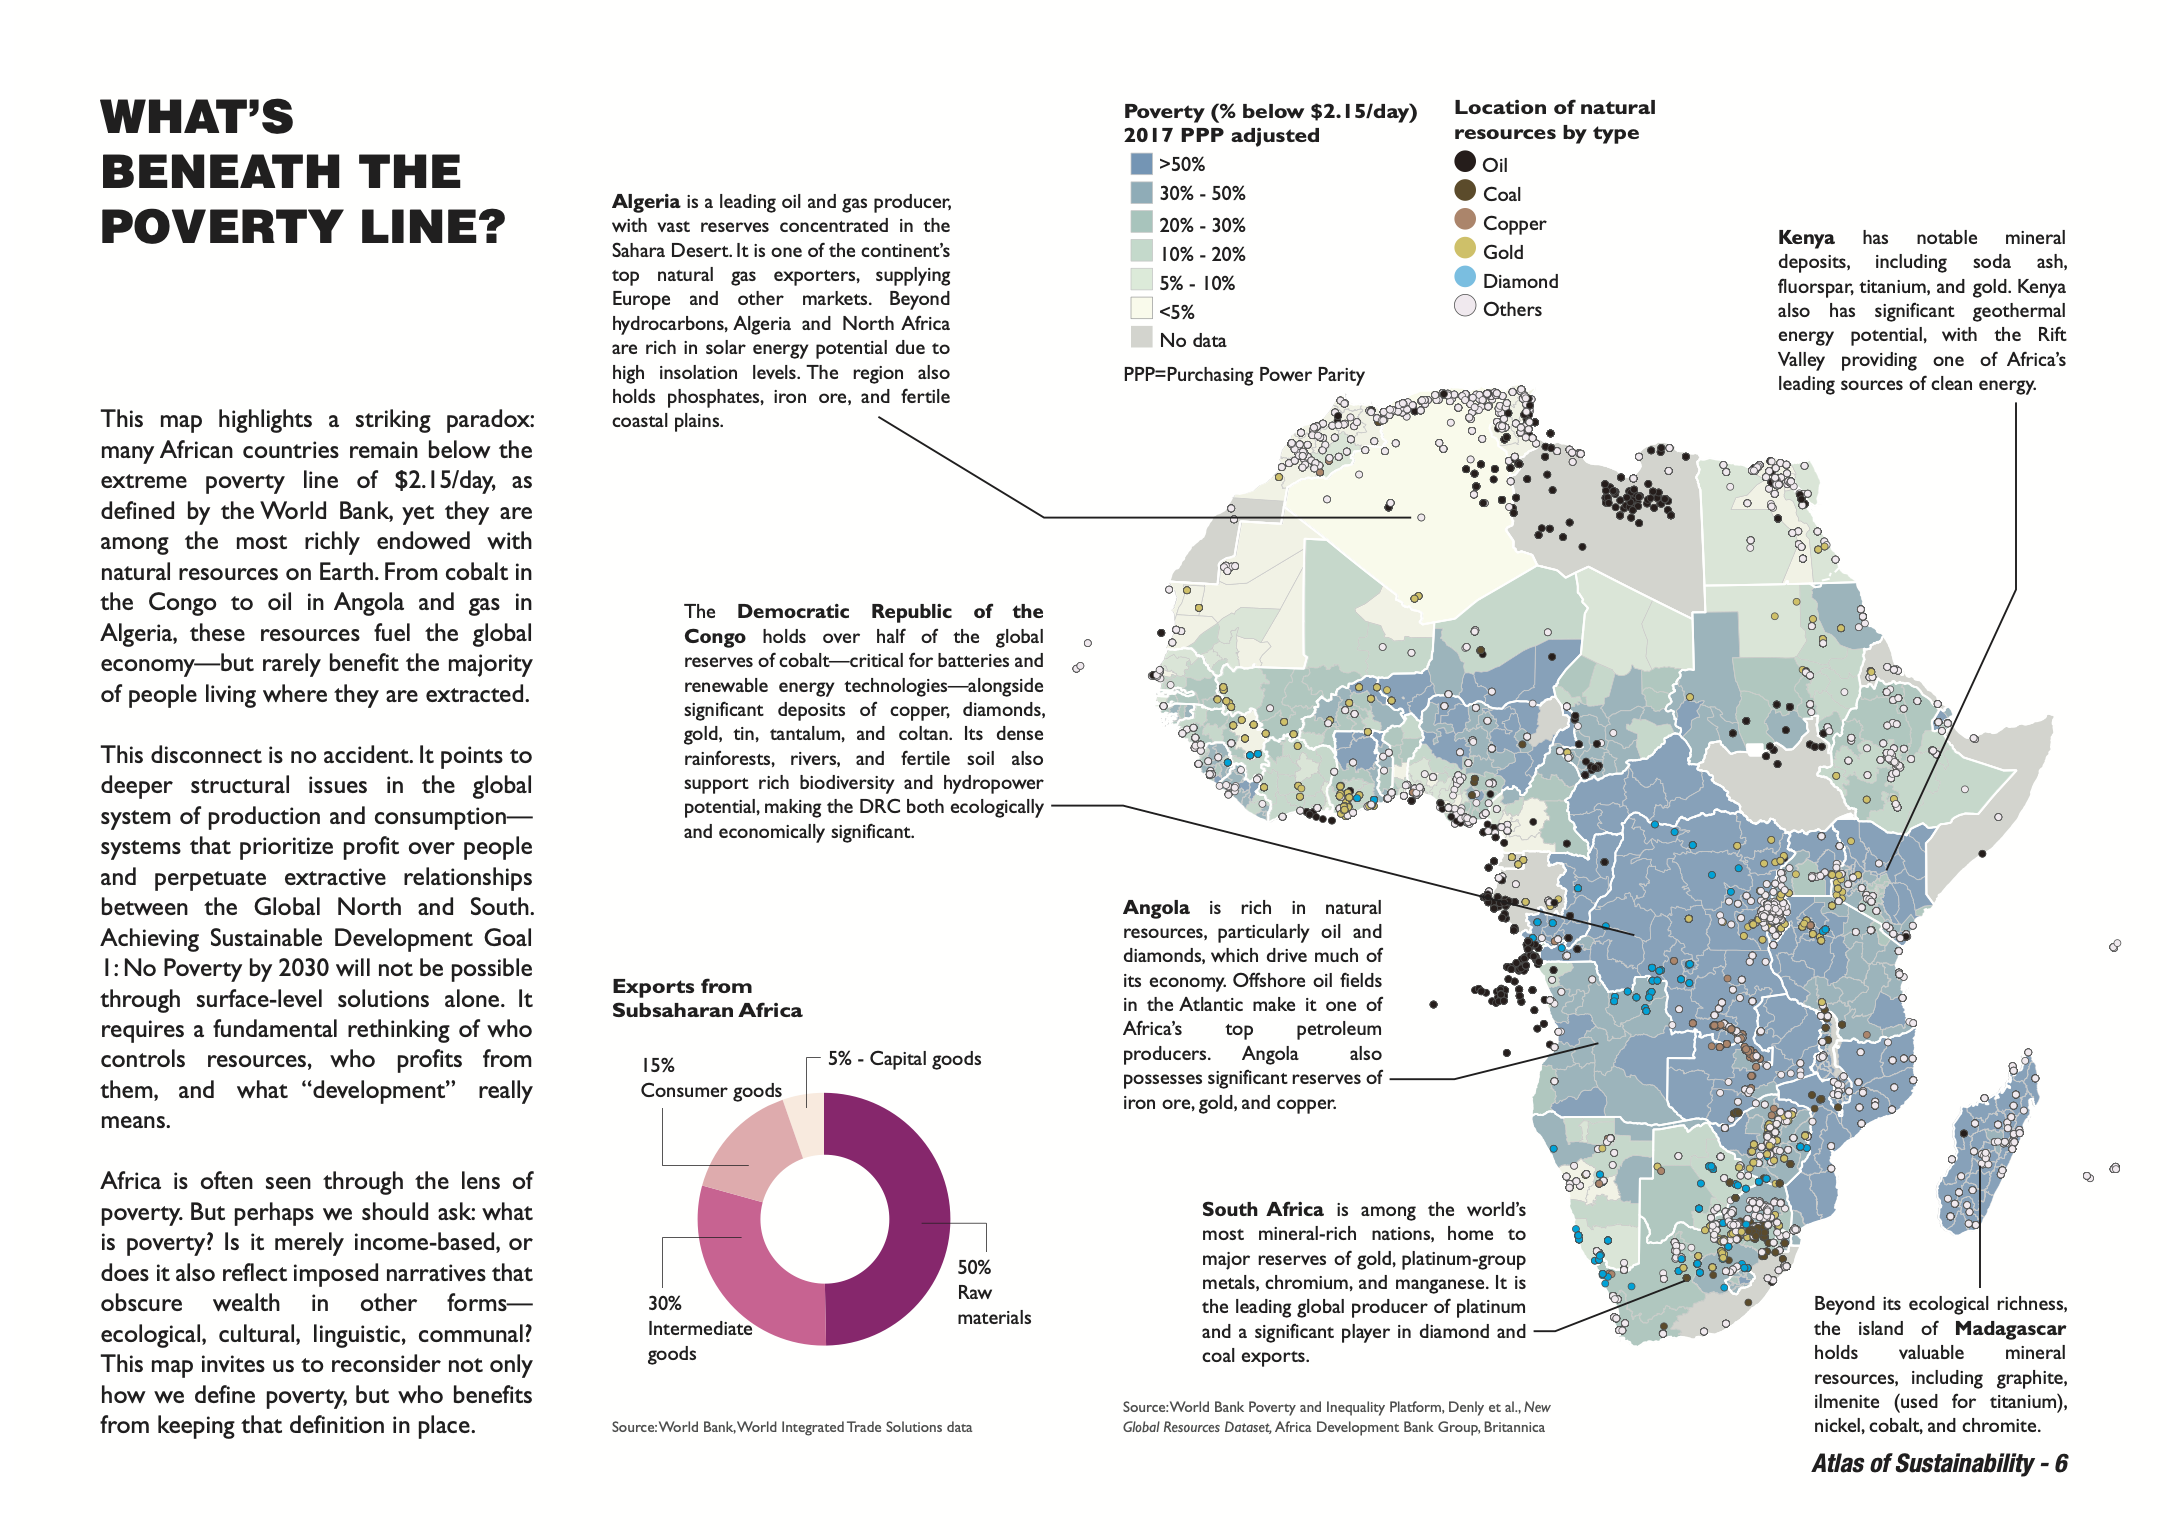 WHAT'S
BENEATH THE
POVERTY LINE?
This map highlights a striking paradox:
many African countries remain below the
extreme poverty line of $2.15/day, as
defined by the World Bank, yet they are
among the most richly endowed with
natural resources on Earth. From cobalt in
the Congo to oil in Angola and gas in
Algeria, these resources fuel the global
economy—but rarely benefit the majority
of people living where they are extracted.
This disconnect is no accident. It points to
deeper structural issues in the global
system of production and consumption—
systems that prioritize profit over people
and perpetuate extractive relationships
between the Global North and South.
Achieving Sustainable Development Goal
1: No Poverty by 2030 will not be possible
through surface-level solutions alone. It
requires a fundamental rethinking of who
controls resources, who profits from
them, and what “development” really
means.
Africa is often seen through the lens of
poverty. But perhaps we should ask: what
is poverty? Is it merely income-based, or
does it also reflect imposed narratives that
obscure wealth in other forms—
ecological, cultural, linguistic, communal?
This map invites us to reconsider not only
how we define poverty, but who benefits
from keeping that definition in place.
Algeria is a leading oil and gas producer,
with vast reserves concentrated in the
Sahara Desert. It is one of the continent's
top natural gas exporters, supplying
Europe and other markets. Beyond
hydrocarbons, Algeria and North Africa
are rich in solar energy potential due to
high insolation levels. The region also
holds phosphates, iron ore, and fertile
coastal plains.
The Democratic Republic of the
Congo holds over half of the global
reserves of cobalt—critical for batteries and
renewable energy technologies—alongside
significant deposits of copper, diamonds,
gold, tin, tantalum, and coltan. Its dense
rainforests, rivers, and fertile soil also
support rich biodiversity and hydropower
potential, making the DRC both ecologically
and economically significant.
Exports from
Subsaharan Africa
15%
Consumer goods
5% - Capital goods
50%
Raw
materials
30%
Intermediate
goods
Source: World Bank, World Integrated Trade Solutions data
Poverty (% below $2.15/day)
2017 PPP adjusted
>50%
30% - 50%
20% - 30%
10% - 20%
5% - 10%
<5%
No data
PPP=Purchasing Power Parity
Location of natural
resources by type
Oil
Coal
Copper
Gold
Diamond
Others
Kenya has notable mineral
deposits, including soda ash,
fluorspar, titanium, and gold. Kenya
also has significant geothermal
energy potential, with the Rift
Valley providing one of Africa's
leading sources of clean energy.
Angola is rich in natural
resources, particularly oil and
diamonds, which drive much of
its economy. Offshore oil fields
in the Atlantic make it one of
Africa's top petroleum
producers. Angola also
possesses significant reserves of
iron ore, gold, and copper.
South Africa is among the world's
most mineral-rich nations, home to
major reserves of gold, platinum-group
metals, chromium, and manganese. It is
the leading global producer of platinum
and a significant player in diamond and
coal exports.
Beyond its ecological richness,
the island of Madagascar
holds valuable mineral
resources, including graphite,
ilmenite (used for titanium),
nickel, cobalt, and chromite.
Source: World Bank Poverty and Inequality Platform, Denly et al., New
Global Resources Dataset, Africa Development Bank Group, Britannica
Atlas of Sustainability - 6